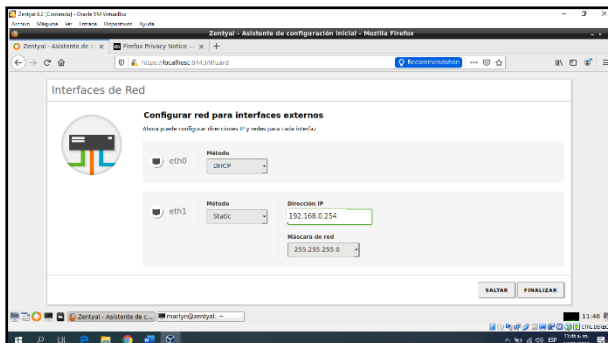 Zentyal 6.2 [Corriendo] - Oracle VM VirtualBox
Archivo Máquina Ver Entrada Dispositivos Ayuda
Zentyal - Asistente de configuración inicial - Mozilla Firefox
Zentyal - Asistente de c
Firefox Privacy Notice —
https://localhost:8443/Wizard
Recommendation
Interfaces de Red
Configurar red para interfaces externos
Ahora puede configurar direcciones IP y redes para cada interfaz
eth0
Método
DHCP
eth1
Método
Static
Dirección IP
192.168.0.254
Máscara de red
255.255.255.0
SALTAR FINALIZAR
Zentyal - Asistente de c...
marlyn@zentyal: ~
11:46
ESP
11:46 a. m.